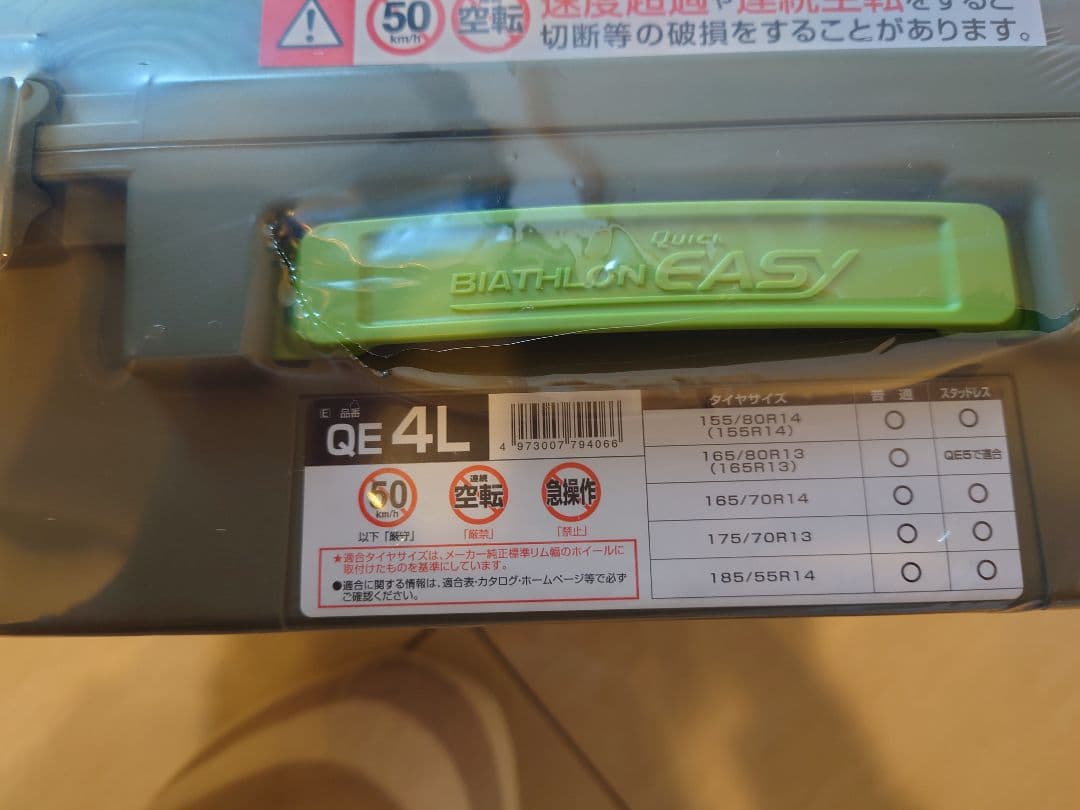 50
km/h
空転
速度超過や連続空転をすると
切断等の破損をすることがあります。
Quick
BIATHLON EASY
E 品番
QE 4L
4 973007 794066
50
km/h
以下「厳守」
連続
空転
「厳禁」
急操作
「禁止」
★適合タイヤサイズは、メーカー純正標準リム幅のホイールに
取付けたものを基準にしています。
●適合に関する情報は、適合表・カタログ・ホームページ等で必ず
ご確認ください。
タイヤサイズ 普通 スタッドレス
155/80R14
(155R14) ○ ○
165/80R13
(165R13) ○ QE5で適合
165/70R14 ○ ○
175/70R13 ○ ○
185/55R14 ○ ○